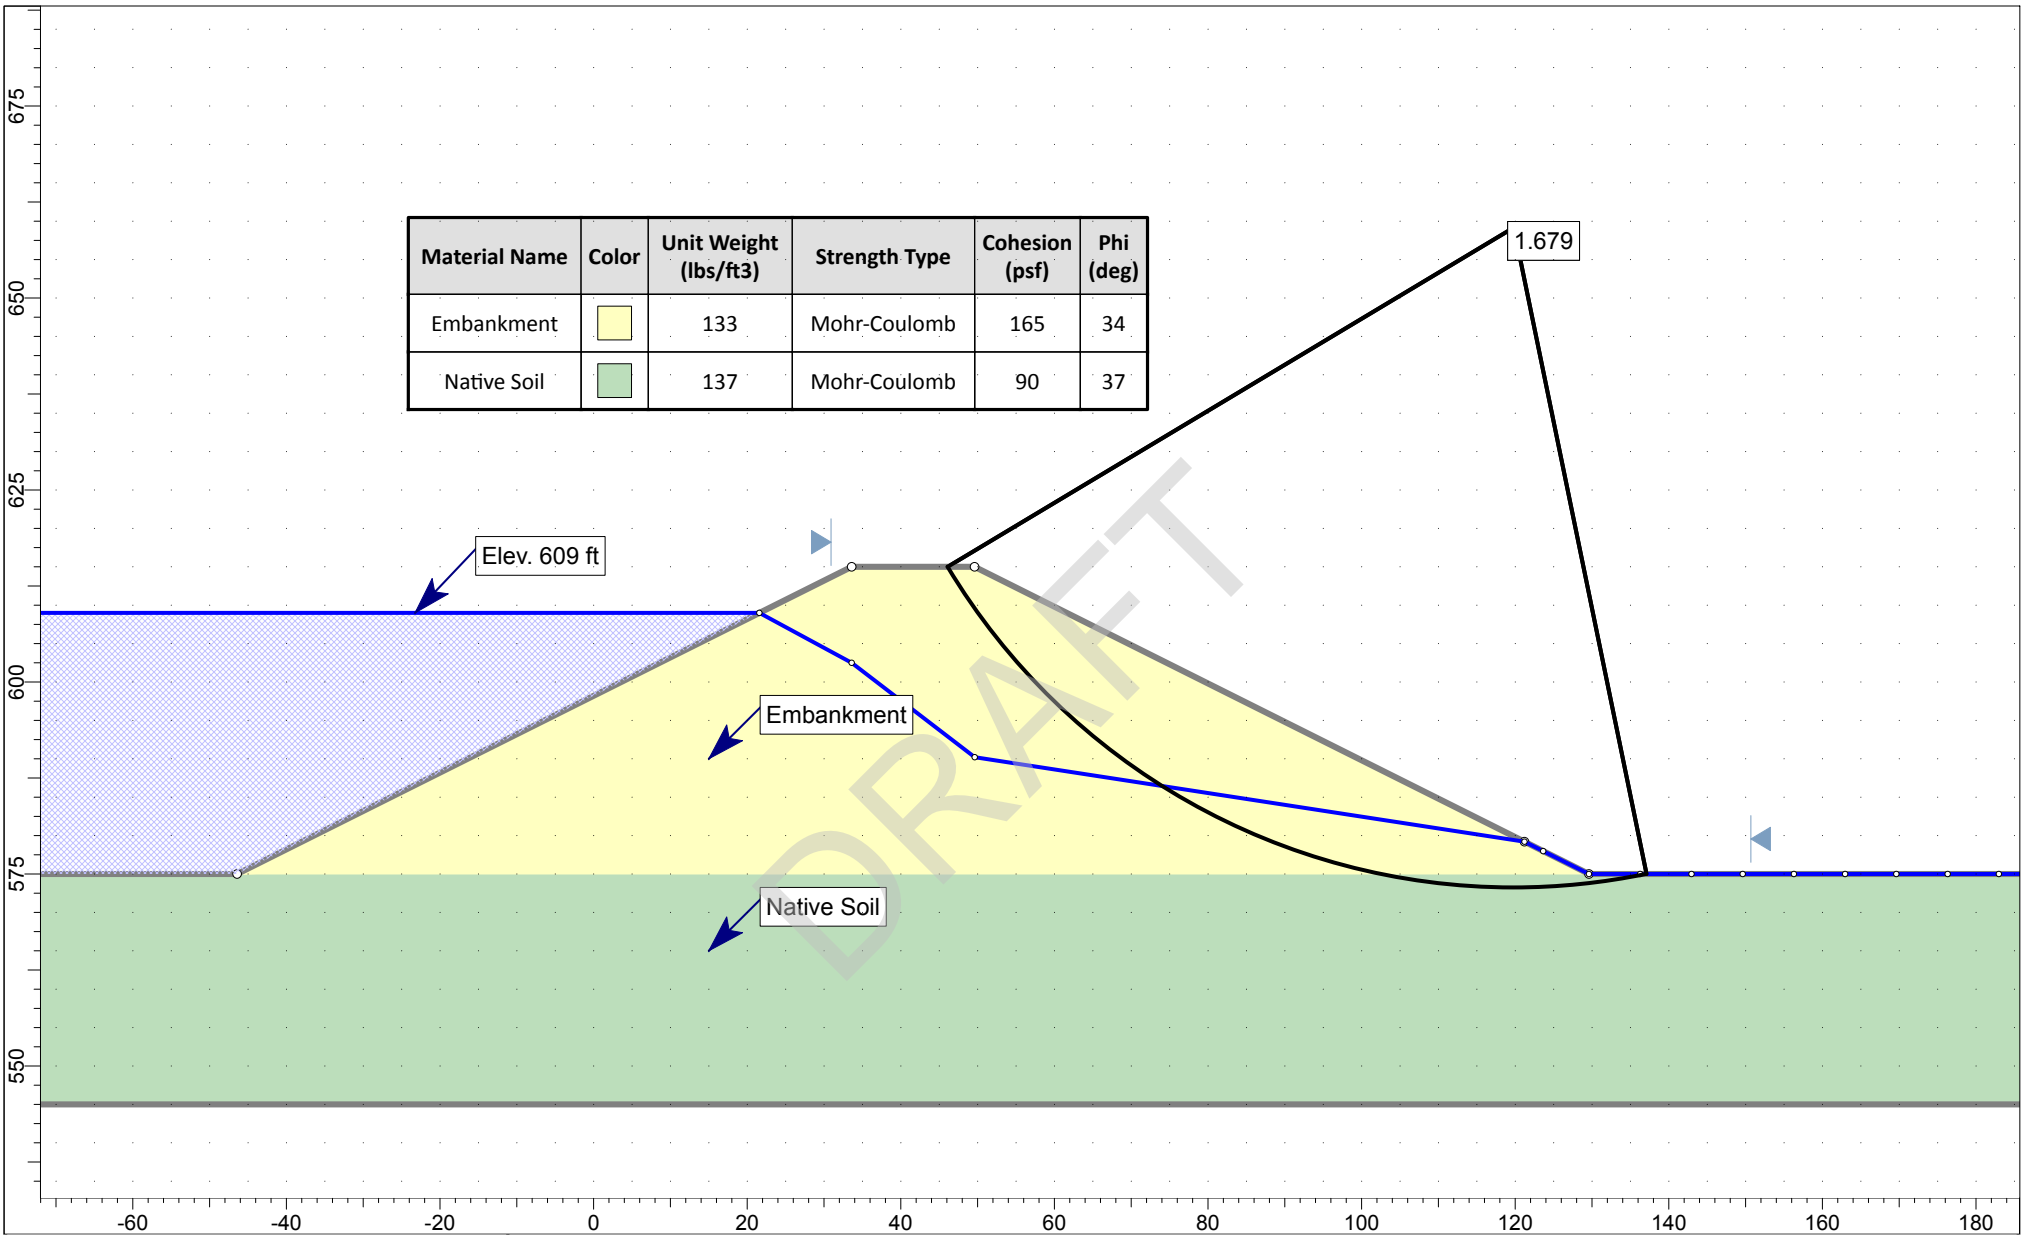 675
650
625
600
575
550
Material Name Color Unit Weight (lbs/ft3) Strength Type Cohesion (psf) Phi (deg)
Embankment 133 Mohr-Coulomb 165 34
Native Soil 137 Mohr-Coulomb 90 37
1.679
Elev. 609 ft
Embankment
Native Soil
DRAFT
-60 -40 -20 0 20 40 60 80 100 120 140 160 180